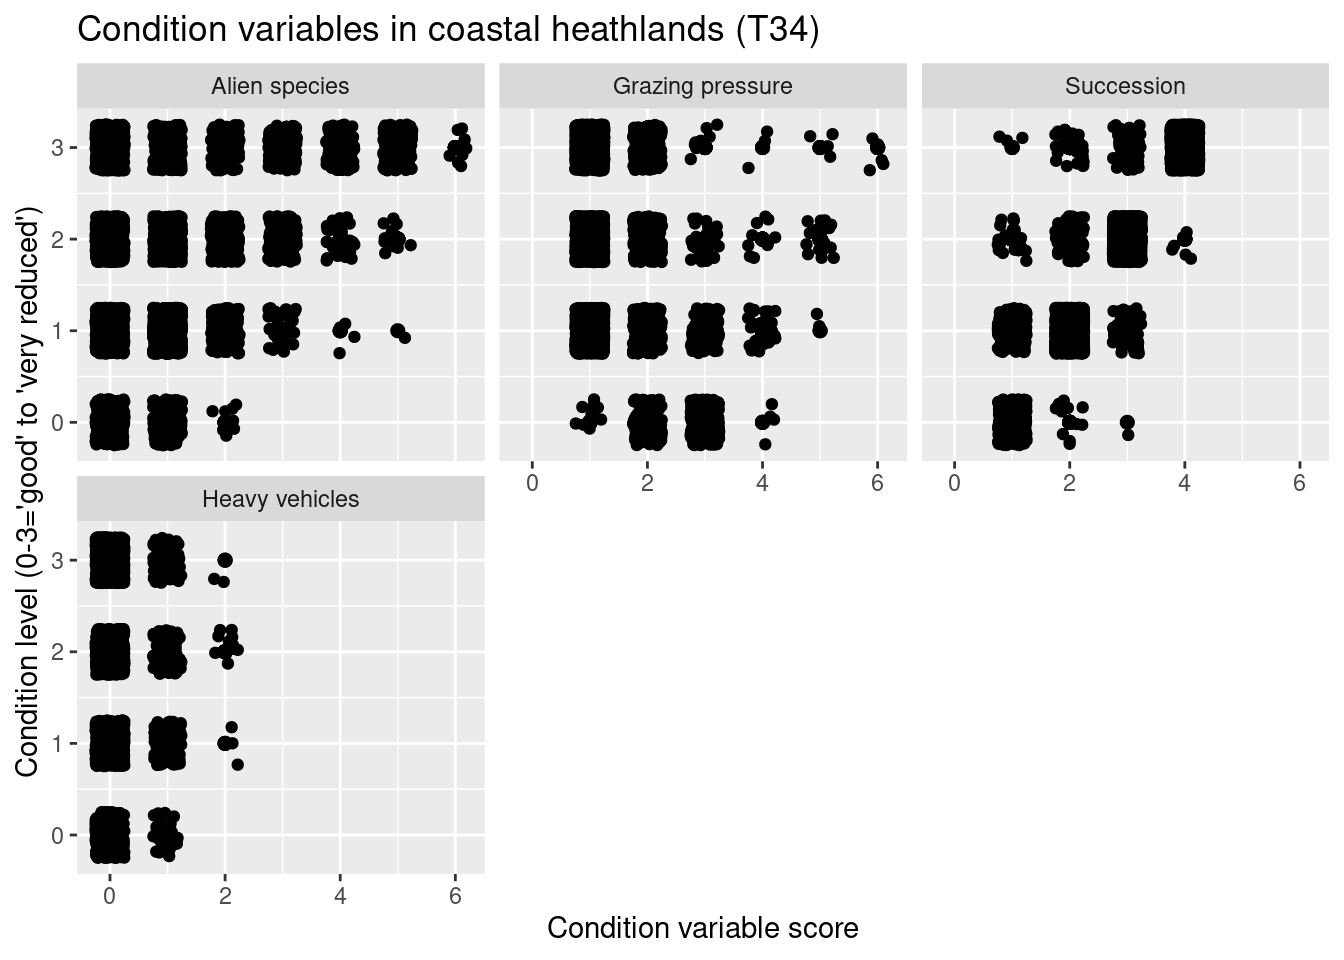 Condition variables in coastal heathlands (T34)
Alien species
Grazing pressure
Succession
3
2
1
0
0 2 4 6
0 2 4 6
Heavy vehicles
3
2
1
0
0 2 4 6
Condition level (0-3='good' to 'very reduced')
Condition variable score